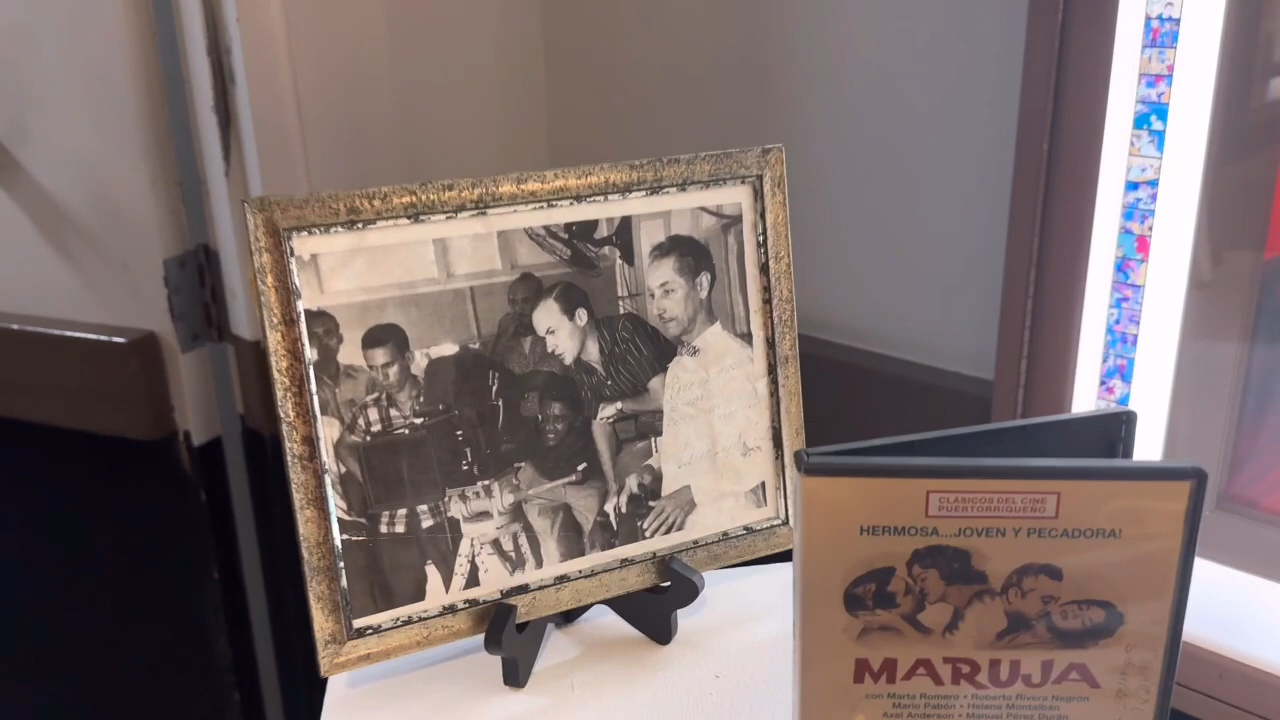 CLÁSICOS DEL CINE
PUERTORRIQUEÑO
HERMOSA...JOVEN Y PECADORA!
MARUJA
con Marta Romero • Roberto Rivera Negrón
Mario Pabón • Helena Montalbán
Axel Anderson • Manuel Pérez Durán